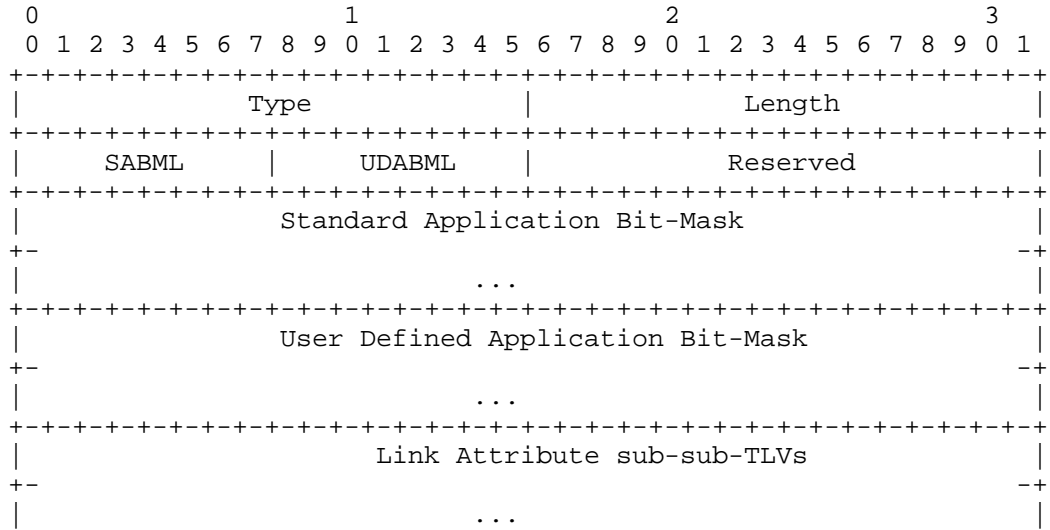 0                   1                   2                   3
 0 1 2 3 4 5 6 7 8 9 0 1 2 3 4 5 6 7 8 9 0 1 2 3 4 5 6 7 8 9 0 1
+-+-+-+-+-+-+-+-+-+-+-+-+-+-+-+-+-+-+-+-+-+-+-+-+-+-+-+-+-+-+-+-+
|              Type             |             Length            |
+-+-+-+-+-+-+-+-+-+-+-+-+-+-+-+-+-+-+-+-+-+-+-+-+-+-+-+-+-+-+-+-+
|     SABML     |     UDABML    |            Reserved           |
+-+-+-+-+-+-+-+-+-+-+-+-+-+-+-+-+-+-+-+-+-+-+-+-+-+-+-+-+-+-+-+-+
|                Standard Application Bit-Mask                  |
+-                                                             -+
|                            ...                                |
+-+-+-+-+-+-+-+-+-+-+-+-+-+-+-+-+-+-+-+-+-+-+-+-+-+-+-+-+-+-+-+-+
|                User Defined Application Bit-Mask              |
+-                                                             -+
|                            ...                                |
+-+-+-+-+-+-+-+-+-+-+-+-+-+-+-+-+-+-+-+-+-+-+-+-+-+-+-+-+-+-+-+-+
|                      Link Attribute sub-sub-TLVs              |
+-                                                             -+
|                            ...                                |